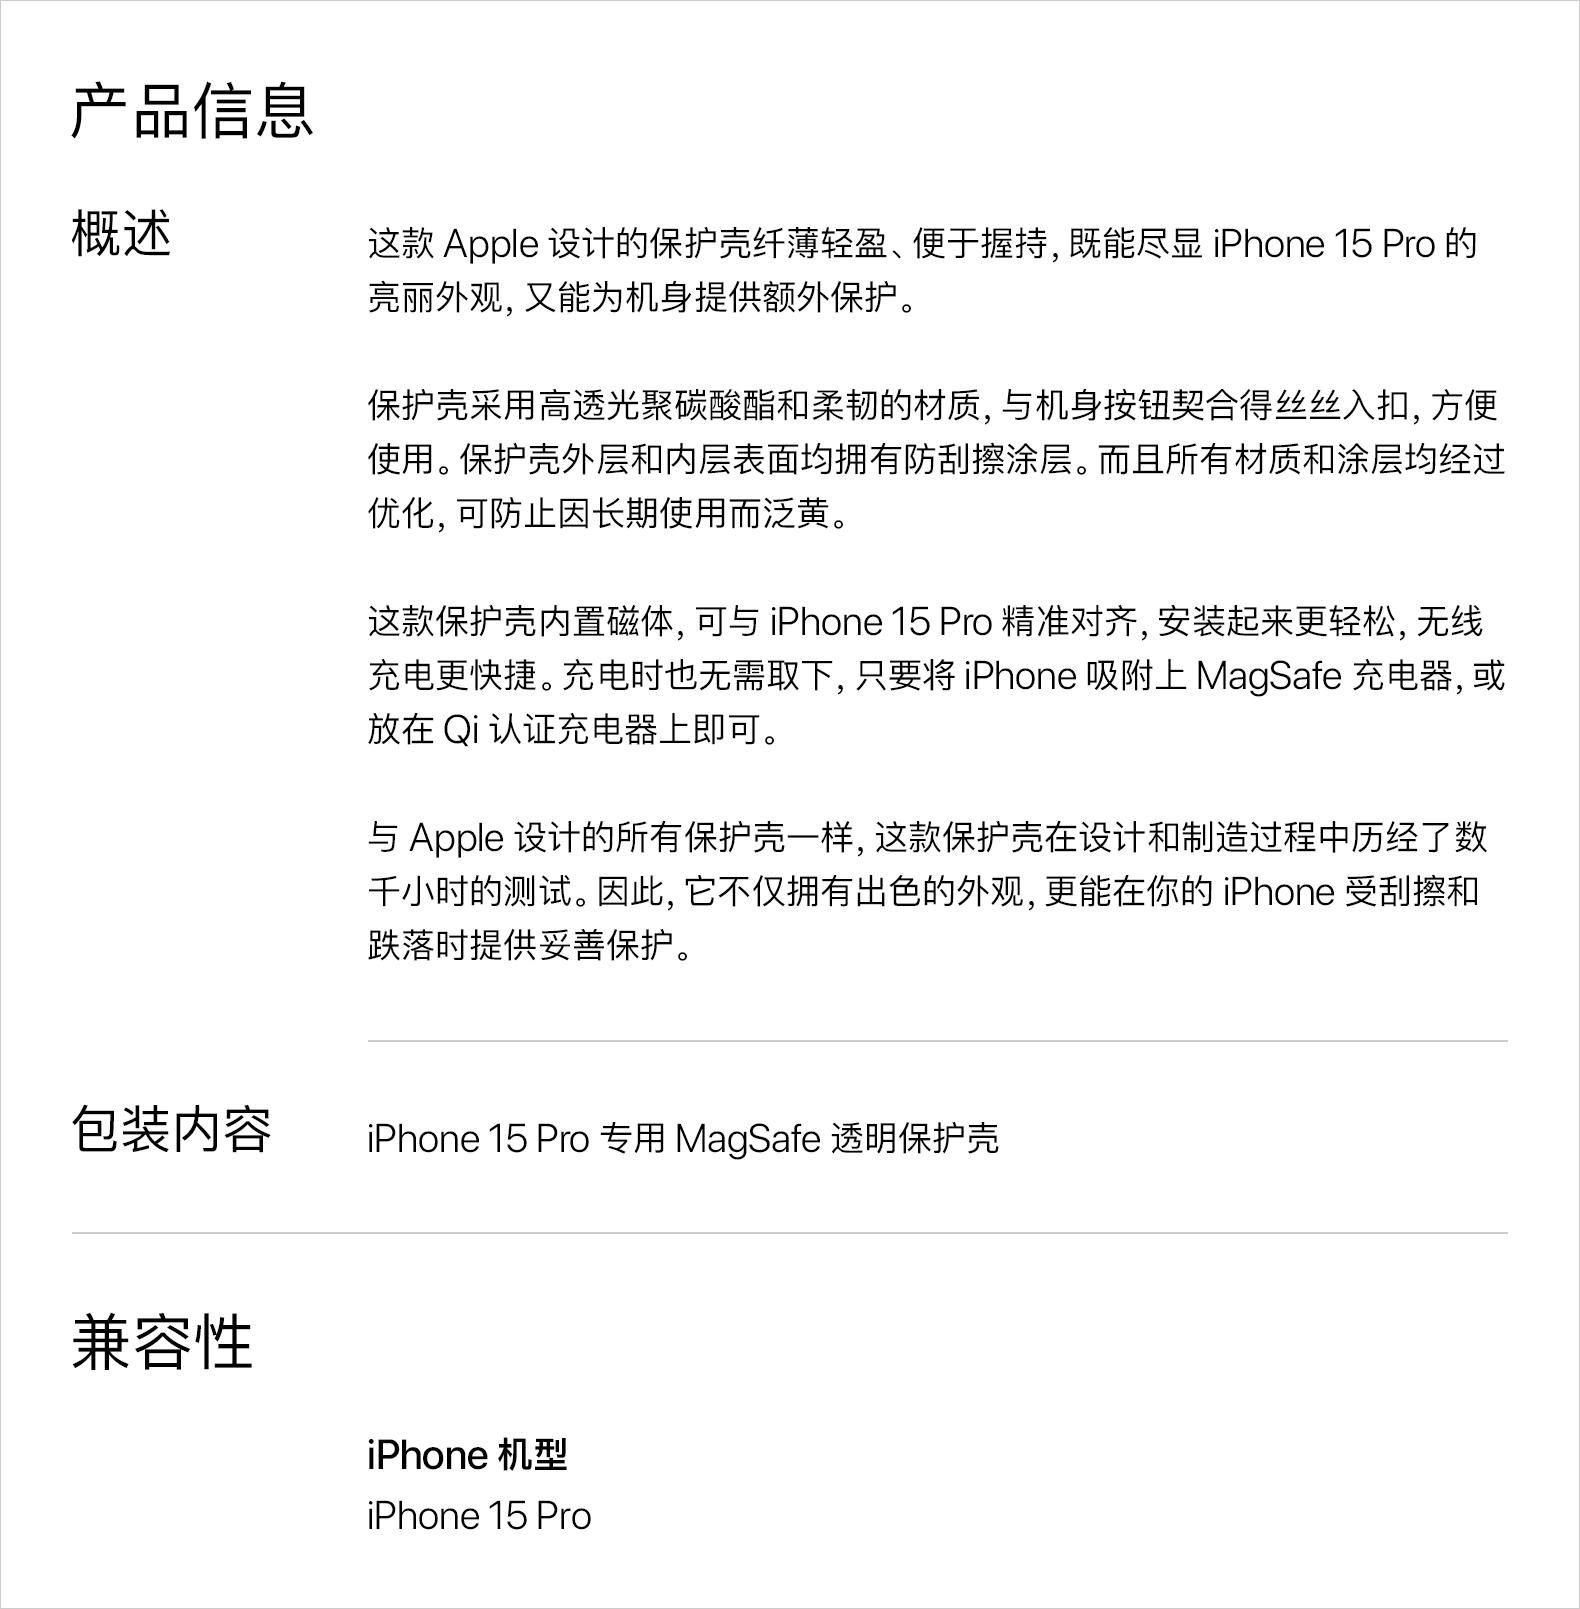 产品信息
概述
这款 Apple 设计的保护壳纤薄轻盈、便于握持，既能尽显 iPhone 15 Pro 的
亮丽外观，又能为机身提供额外保护。
保护壳采用高透光聚碳酸酯和柔韧的材质，与机身按钮契合得丝丝入扣，方便
使用。保护壳外层和内层表面均拥有防刮擦涂层。而且所有材质和涂层均经过
优化，可防止因长期使用而泛黄。
这款保护壳内置磁体，可与 iPhone 15 Pro 精准对齐，安装起来更轻松，无线
充电更快捷。充电时也无需取下，只要将 iPhone 吸附上 MagSafe 充电器，或
放在 Qi 认证充电器上即可。
与 Apple 设计的所有保护壳一样，这款保护壳在设计和制造过程中历经了数
千小时的测试。因此，它不仅拥有出色的外观，更能在你的 iPhone 受刮擦和
跌落时提供妥善保护。
包装内容
iPhone 15 Pro 专用 MagSafe 透明保护壳
兼容性
iPhone 机型
iPhone 15 Pro